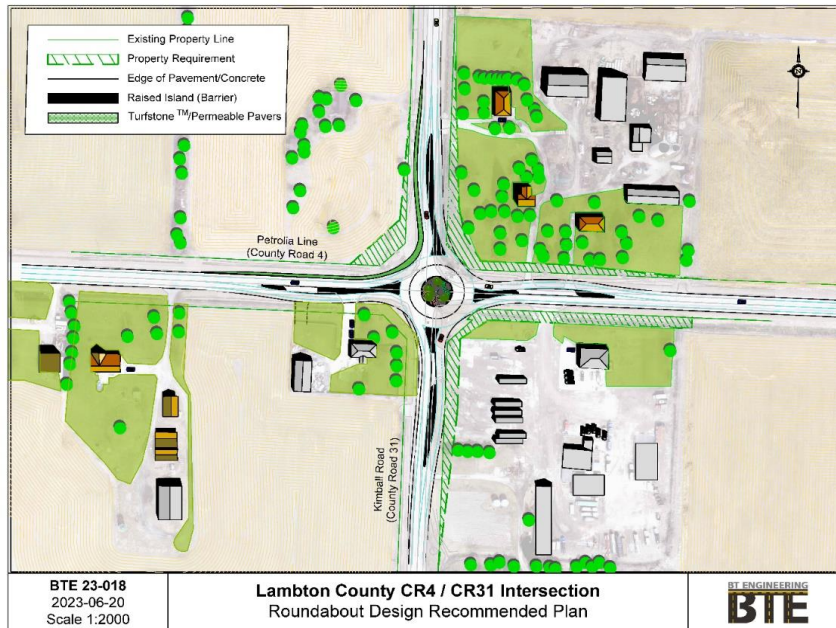 Existing Property Line
Property Requirement
Edge of Pavement/Concrete
Raised Island (Barrier)
Turfstone TM/Permeable Pavers
Petrolia Line
(County Road 4)
Kimball Road
(County Road 31)
BTE 23-018
2023-06-20
Scale 1:2000
Lambton County CR4 / CR31 Intersection
Roundabout Design Recommended Plan
BT ENGINEERING
BTE